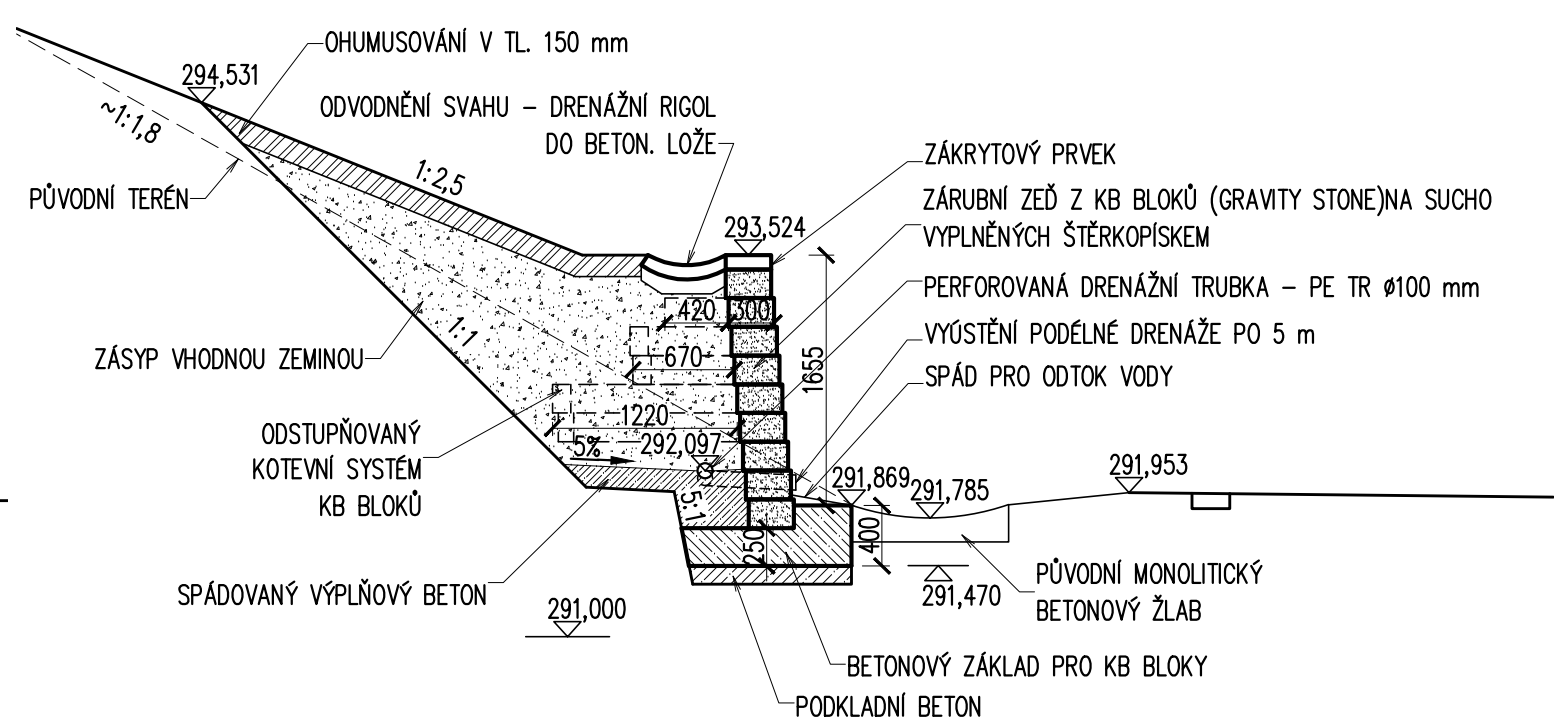 OHUMUSOVÁNÍ V TL. 150 mm
294,531
ODVODNĚNÍ SVAHU – DRENÁŽNÍ RIGOL
DO BETON. LOŽE
~1:1,8
1:2,5
PŮVODNÍ TERÉN
ZÁKRYTOVÝ PRVEK
ZÁRUBNÍ ZEĎ Z KB BLOKŮ (GRAVITY STONE)NA SUCHO
VYPLNĚNÝCH ŠTĚRKOPÍSKEM
293,524
PERFOROVANÁ DRENÁŽNÍ TRUBKA – PE TR ø100 mm
420
300
1:1
VYÚSTĚNÍ PODÉLNÉ DRENÁŽE PO 5 m
ZÁSYP VHODNOU ZEMINOU
670
1655
SPÁD PRO ODTOK VODY
1220
ODSTUPŇOVANÝ
KOTEVNÍ SYSTÉM
KB BLOKŮ
5%
292,097
291,869
291,785
291,953
5:1
250
400
SPÁDOVANÝ VÝPLŇOVÝ BETON
291,000
291,470
PŮVODNÍ MONOLITICKÝ
BETONOVÝ ŽLAB
BETONOVÝ ZÁKLAD PRO KB BLOKY
PODKLADNÍ BETON